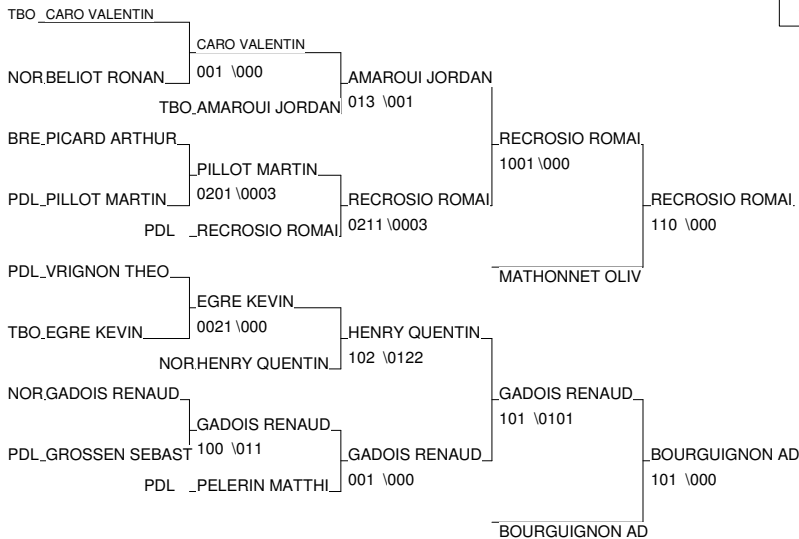 TBO CARO VALENTIN
CARO VALENTIN
001 \000
NOR BELIOT RONAN
AMAROUI JORDAN
013 \001
TBO AMAROUI JORDAN
BRE PICARD ARTHUR
RECROSIO ROMAI
1001 \000
PILLOT MARTIN
0201 \0003
PDL PILLOT MARTIN
RECROSIO ROMAI
0211 \0003
RECROSIO ROMAI
110 \000
PDL RECROSIO ROMAI
PDL VRIGNON THEO
MATHONNET OLIV
EGRE KEVIN
0021 \000
TBO EGRE KEVIN
HENRY QUENTIN
102 \0122
NOR HENRY QUENTIN
NOR GADOIS RENAUD
GADOIS RENAUD
101 \0101
GADOIS RENAUD
100 \011
PDL GROSSEN SEBAST
GADOIS RENAUD
001 \000
BOURGUIGNON AD
101 \000
PDL PELERIN MATTHI
BOURGUIGNON AD